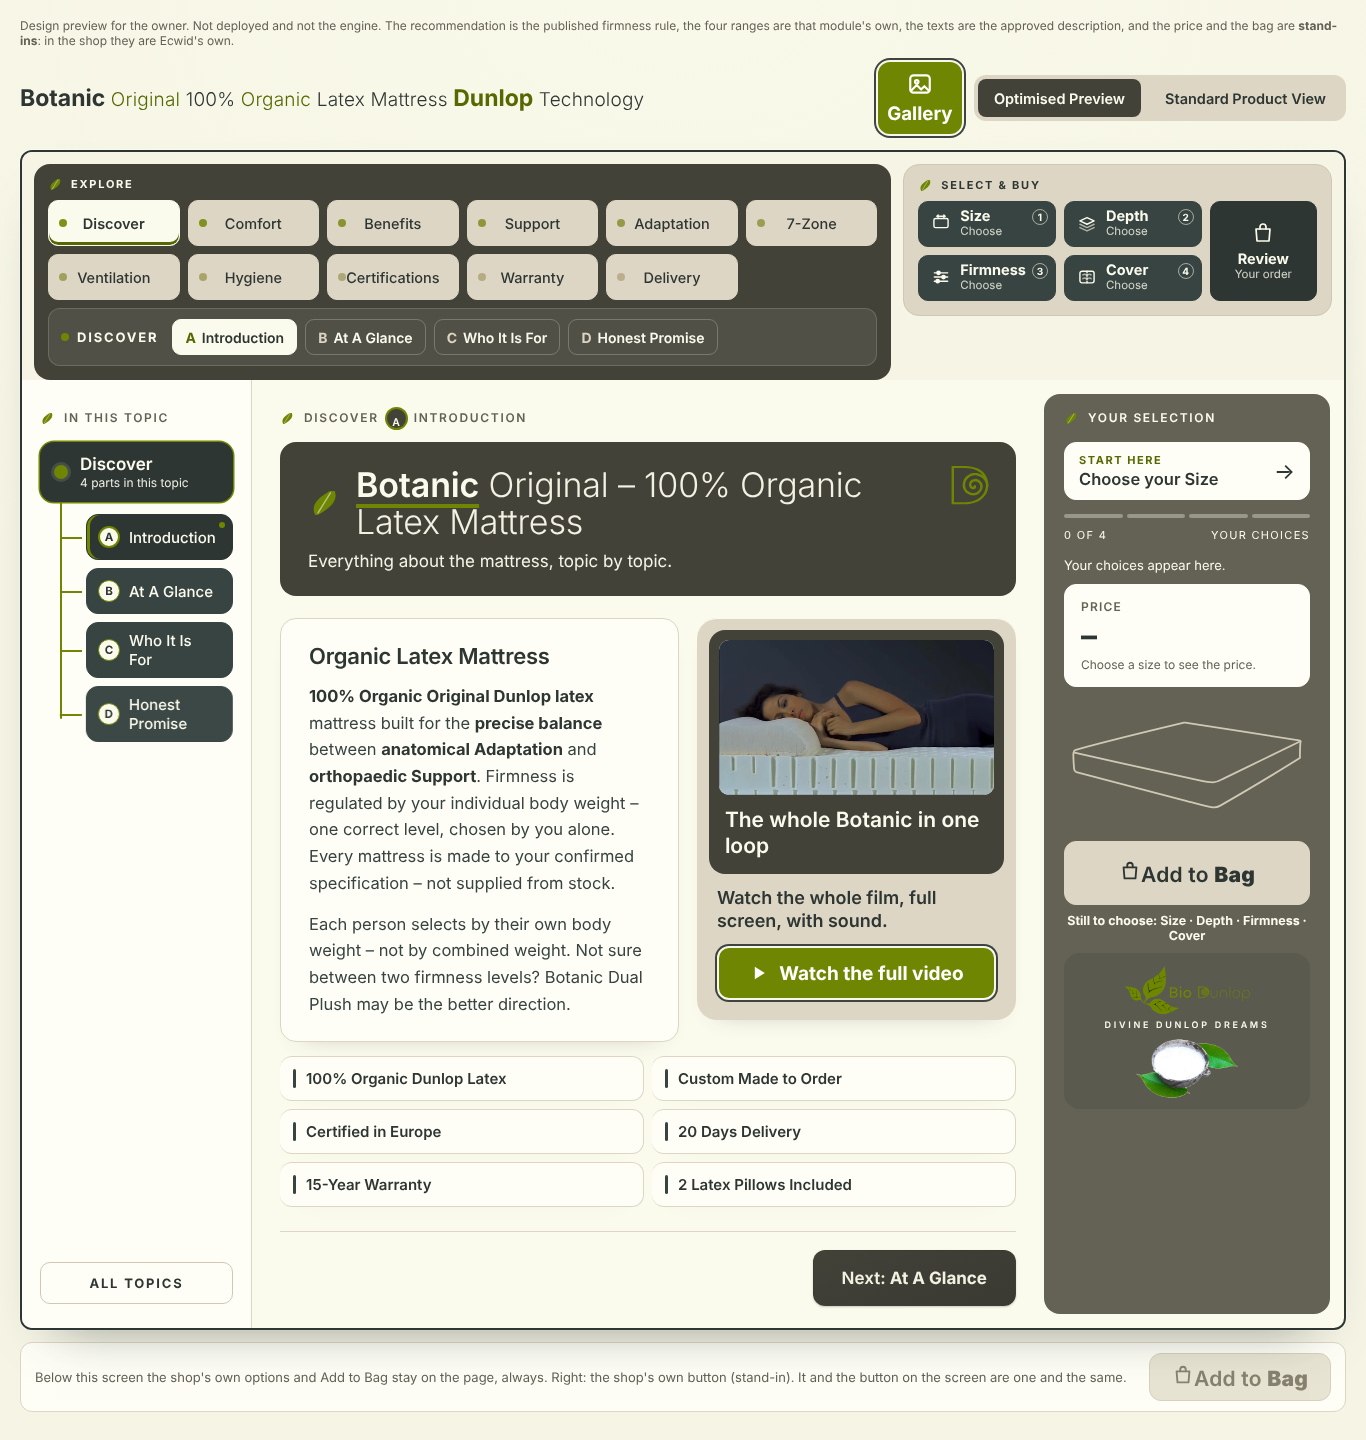 Design preview for the owner. Not deployed and not the engine. The recommendation is the published firmness rule, the four ranges are that module's own, the texts are the approved description, and the price and the bag are stand-
ins: in the shop they are Ecwid's own.
Botanic Original 100% Organic Latex Mattress Dunlop Technology
Gallery
Optimised Preview
Standard Product View
EXPLORE
Discover
Comfort
Benefits
Support
Adaptation
7-Zone
Ventilation
Hygiene
Certifications
Warranty
Delivery
DISCOVER
A Introduction
B At A Glance
C Who It Is For
D Honest Promise
SELECT & BUY
Size
Choose
1
Depth
Choose
2
Firmness
Choose
3
Cover
Choose
4
Review
Your order
IN THIS TOPIC
Discover
4 parts in this topic
A Introduction
B At A Glance
C Who It Is
For
D Honest
Promise
ALL TOPICS
DISCOVER A INTRODUCTION
Botanic Original – 100% Organic
Latex Mattress
Everything about the mattress, topic by topic.
Organic Latex Mattress
100% Organic Original Dunlop latex
mattress built for the precise balance
between anatomical Adaptation and
orthopaedic Support. Firmness is
regulated by your individual body weight –
one correct level, chosen by you alone.
Every mattress is made to your confirmed
specification – not supplied from stock.
Each person selects by their own body
weight – not by combined weight. Not sure
between two firmness levels? Botanic Dual
Plush may be the better direction.
The whole Botanic in one
loop
Watch the whole film, full
screen, with sound.
Watch the full video
100% Organic Dunlop Latex
Custom Made to Order
Certified in Europe
20 Days Delivery
15-Year Warranty
2 Latex Pillows Included
Next: At A Glance
YOUR SELECTION
START HERE
Choose your Size
0 OF 4
YOUR CHOICES
Your choices appear here.
PRICE
–
Choose a size to see the price.
Add to Bag
Still to choose: Size · Depth · Firmness ·
Cover
Bio Dunlop
DIVINE DUNLOP DREAMS
Below this screen the shop's own options and Add to Bag stay on the page, always. Right: the shop's own button (stand-in). It and the button on the screen are one and the same.
Add to Bag